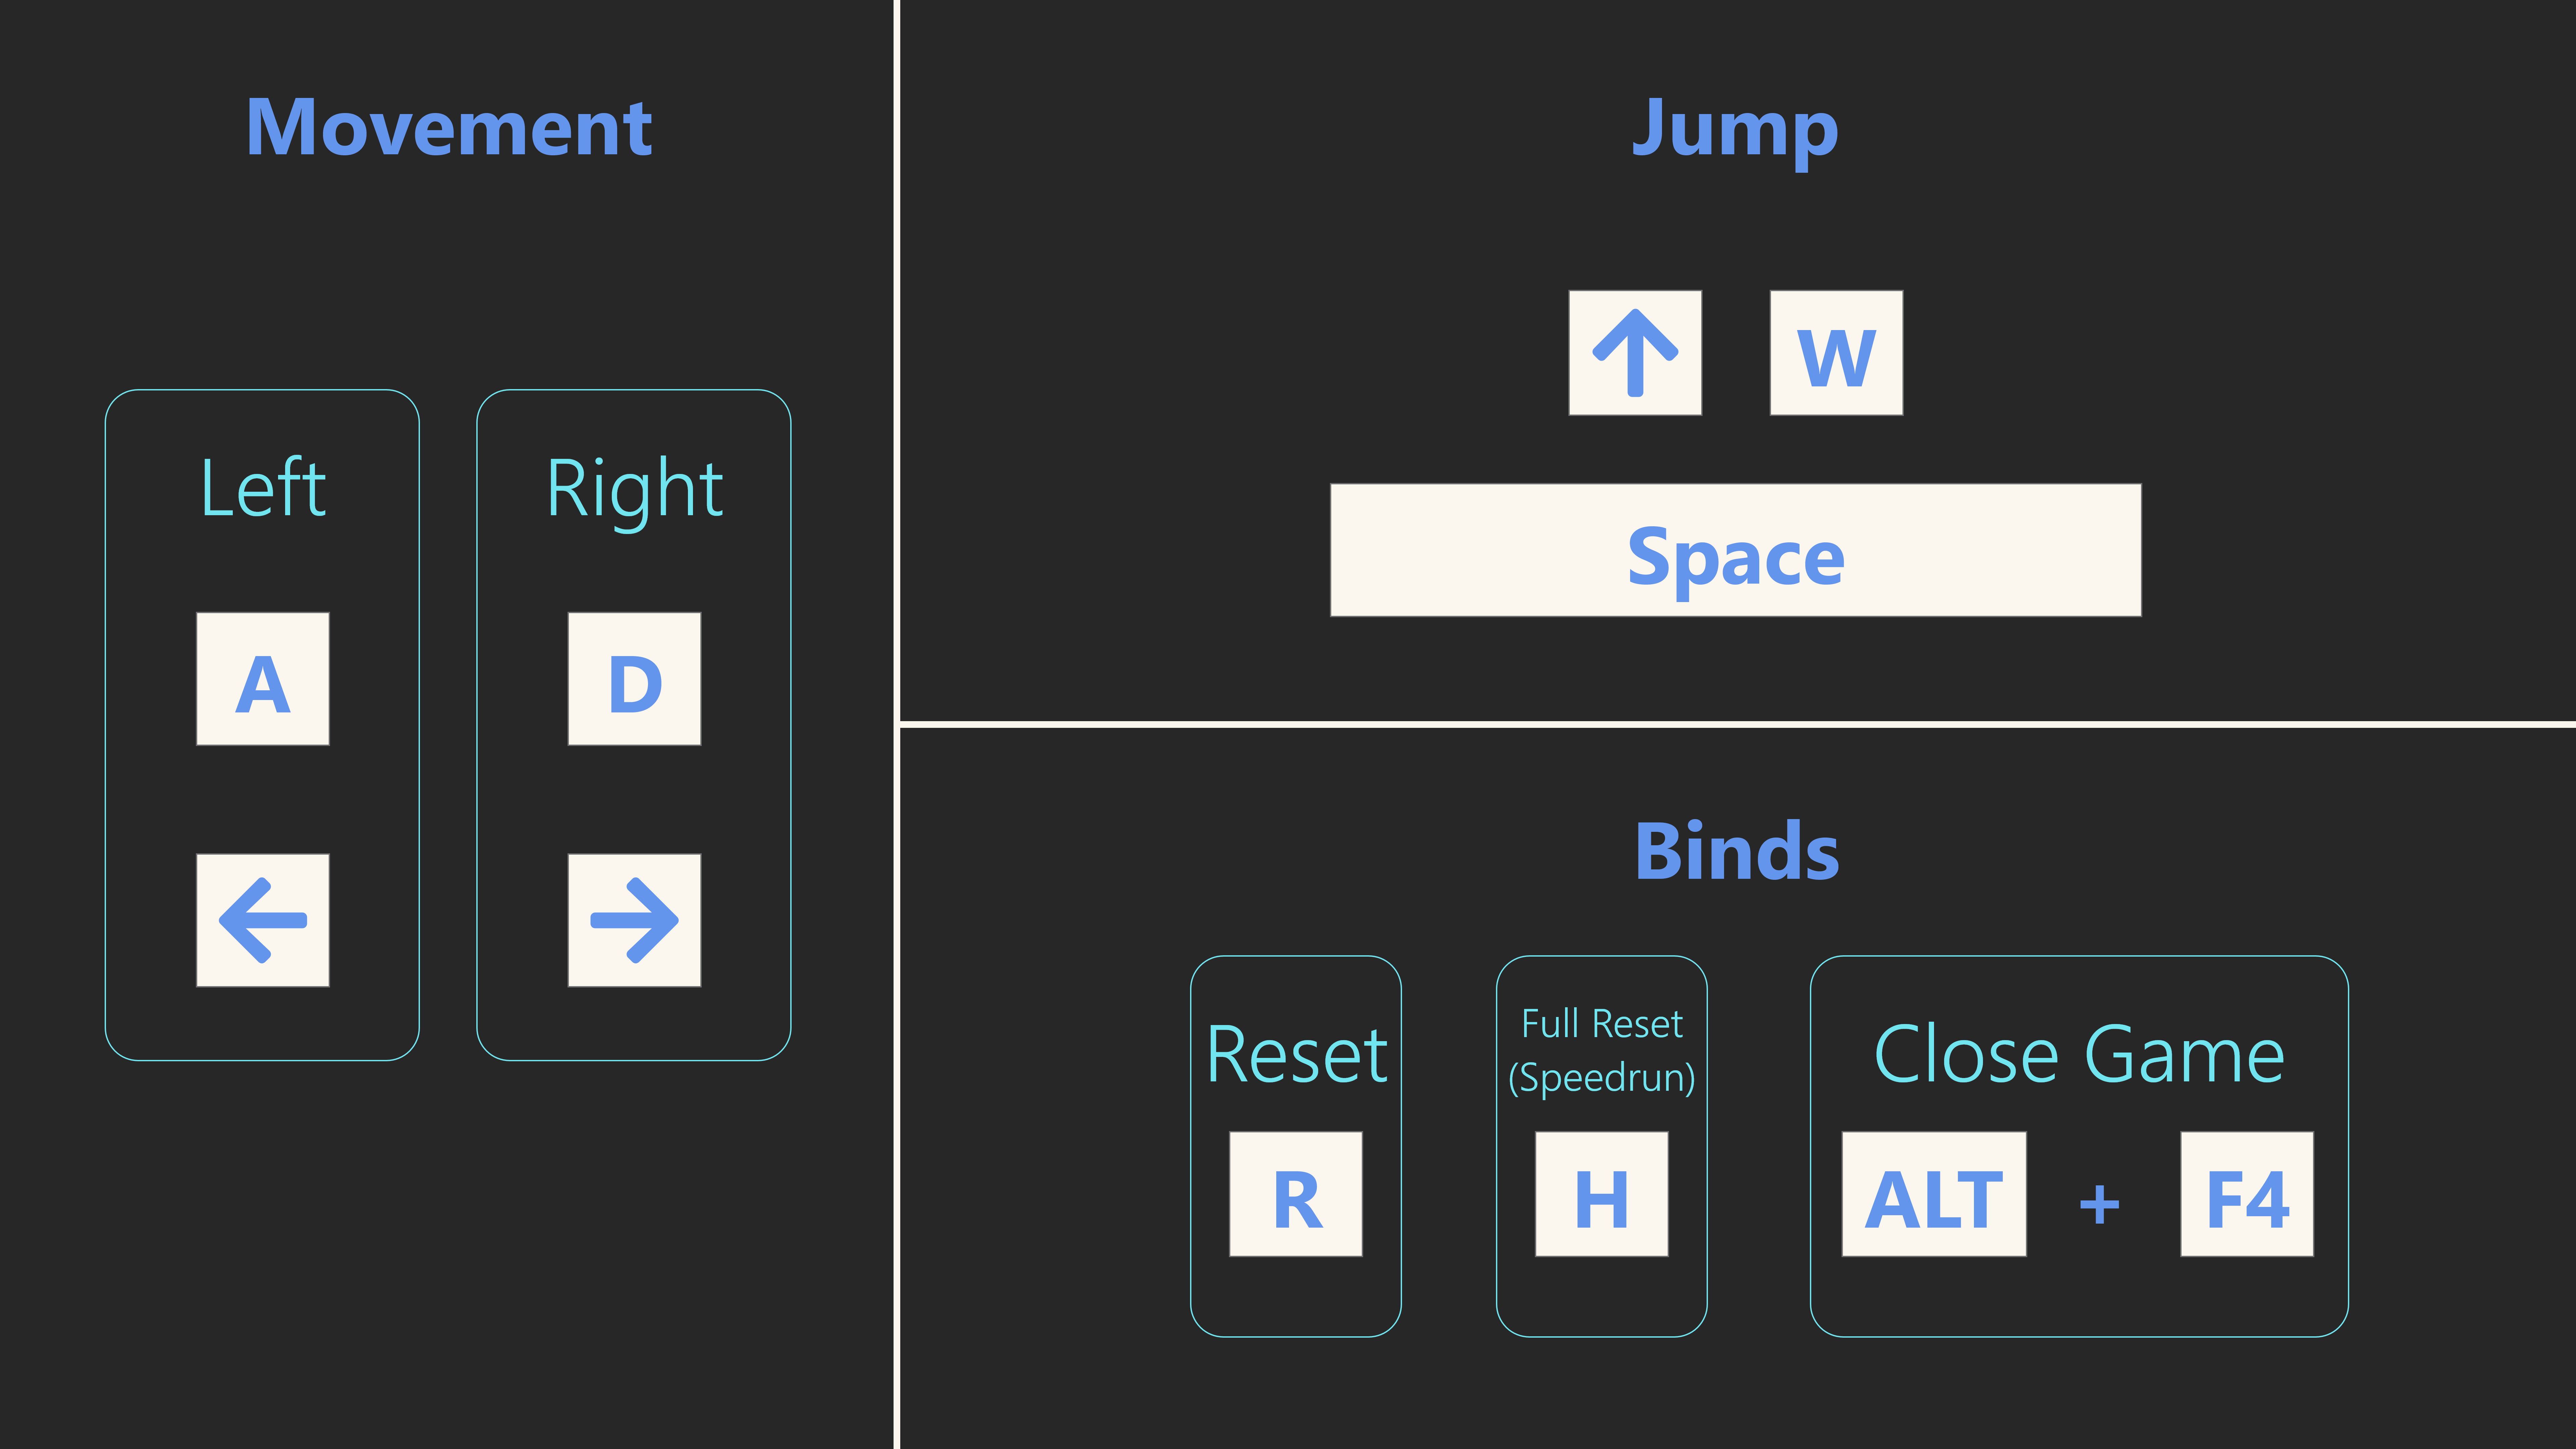 Movement
Left
Right
A
D
←
→
Jump
↑ W
Space
Binds
Reset
R
Full Reset
(Speedrun)
H
Close Game
ALT + F4